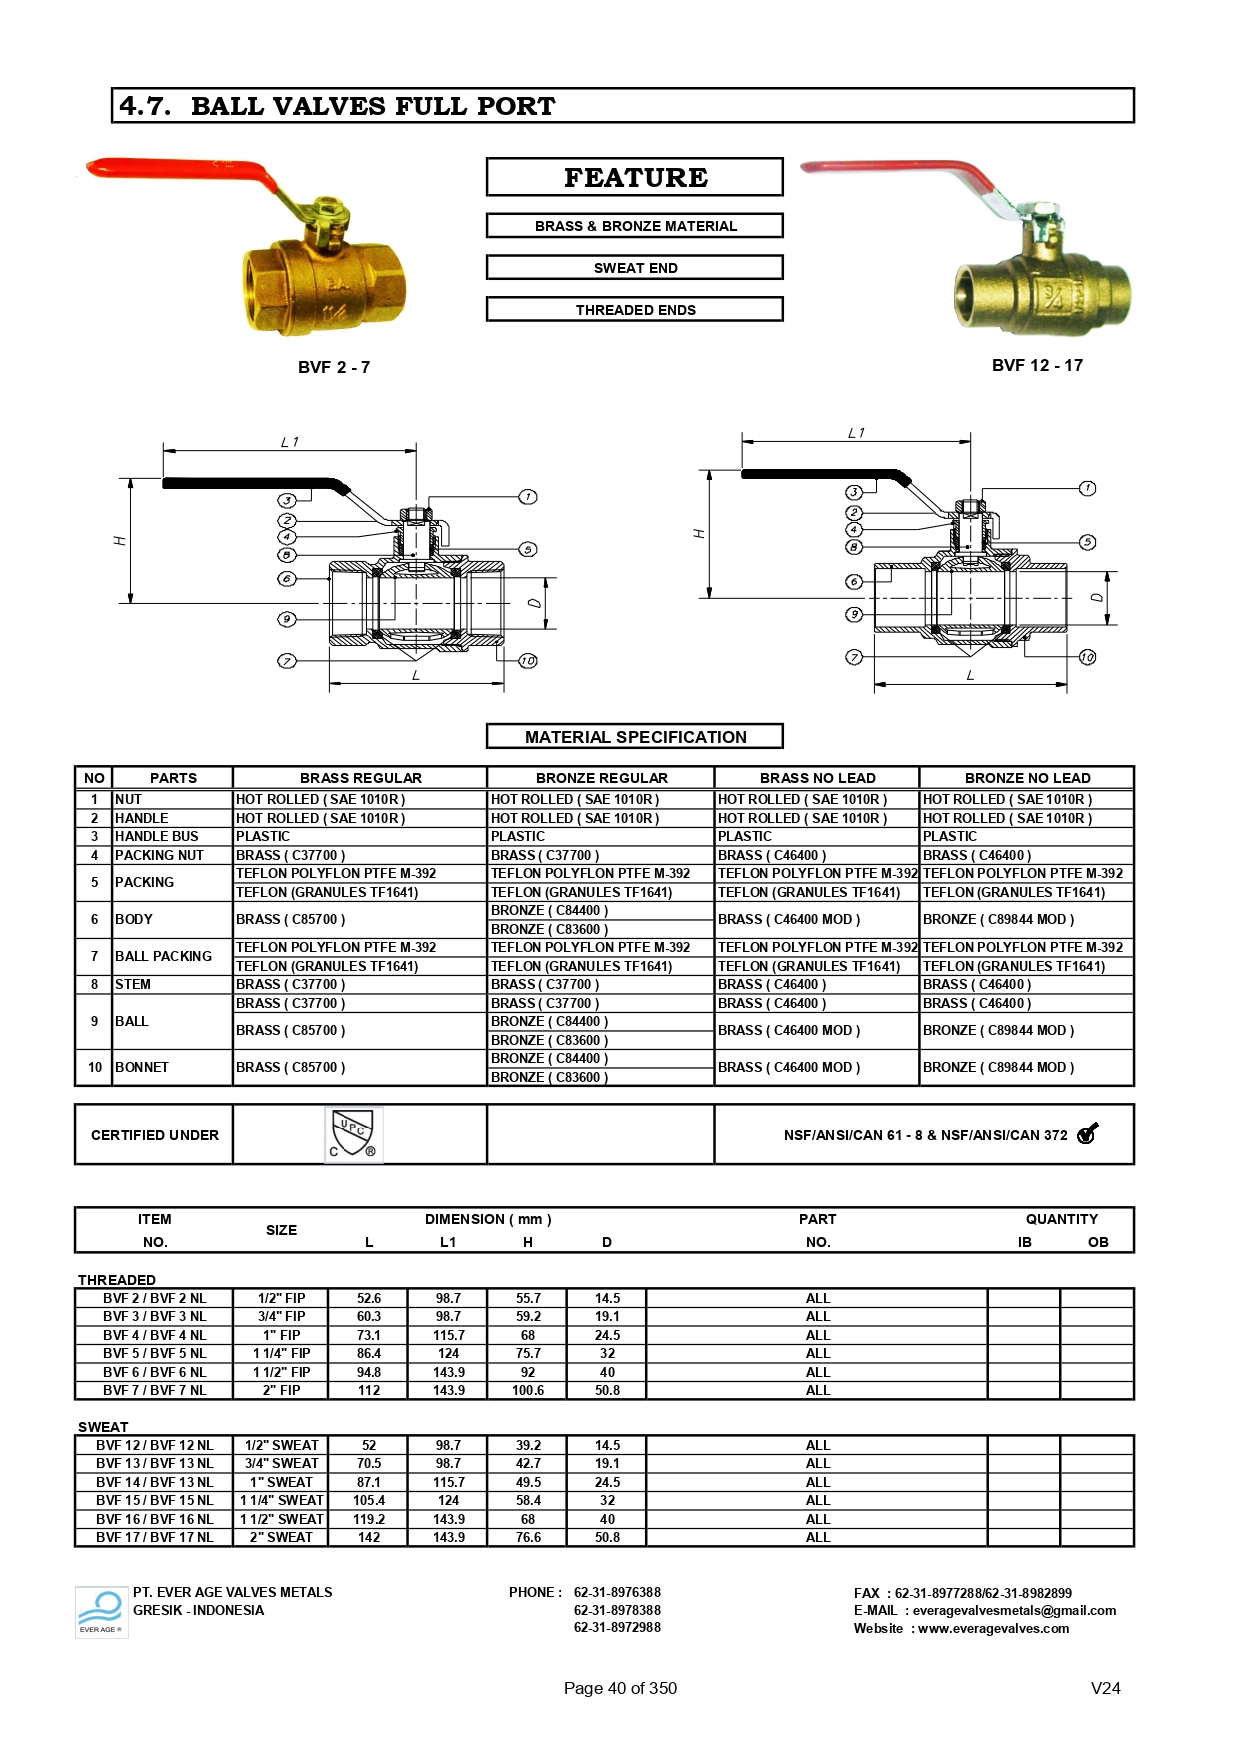 4.7. BALL VALVES FULL PORT
FEATURE
BRASS & BRONZE MATERIAL
SWEAT END
THREADED ENDS
E.A.
1 1/4
3/4
BVF 2 - 7
BVF 12 - 17
L1
H
3
2
4
8
6
9
7
1
5
10
D
L
L1
H
3
2
4
8
6
9
7
1
5
10
D
L
MATERIAL SPECIFICATION
NO PARTS BRASS REGULAR BRONZE REGULAR BRASS NO LEAD BRONZE NO LEAD
1 NUT HOT ROLLED ( SAE 1010R ) HOT ROLLED ( SAE 1010R ) HOT ROLLED ( SAE 1010R ) HOT ROLLED ( SAE 1010R )
2 HANDLE HOT ROLLED ( SAE 1010R ) HOT ROLLED ( SAE 1010R ) HOT ROLLED ( SAE 1010R ) HOT ROLLED ( SAE 1010R )
3 HANDLE BUS PLASTIC PLASTIC PLASTIC PLASTIC
4 PACKING NUT BRASS ( C37700 ) BRASS ( C37700 ) BRASS ( C46400 ) BRASS ( C46400 )
5 PACKING TEFLON POLYFLON PTFE M-392 TEFLON POLYFLON PTFE M-392 TEFLON POLYFLON PTFE M-392 TEFLON POLYFLON PTFE M-392
TEFLON (GRANULES TF1641) TEFLON (GRANULES TF1641) TEFLON (GRANULES TF1641) TEFLON (GRANULES TF1641)
6 BODY BRASS ( C85700 ) BRONZE ( C84400 ) BRASS ( C46400 MOD ) BRONZE ( C89844 MOD )
BRONZE ( C83600 )
7 BALL PACKING TEFLON POLYFLON PTFE M-392 TEFLON POLYFLON PTFE M-392 TEFLON POLYFLON PTFE M-392 TEFLON POLYFLON PTFE M-392
TEFLON (GRANULES TF1641) TEFLON (GRANULES TF1641) TEFLON (GRANULES TF1641) TEFLON (GRANULES TF1641)
8 STEM BRASS ( C37700 ) BRASS ( C37700 ) BRASS ( C46400 ) BRASS ( C46400 )
9 BALL BRASS ( C37700 ) BRASS ( C37700 ) BRASS ( C46400 ) BRASS ( C46400 )
BRASS ( C85700 ) BRONZE ( C84400 ) BRASS ( C46400 MOD ) BRONZE ( C89844 MOD )
BRONZE ( C83600 )
10 BONNET BRASS ( C85700 ) BRONZE ( C84400 ) BRASS ( C46400 MOD ) BRONZE ( C89844 MOD )
BRONZE ( C83600 )
CERTIFIED UNDER UPC C ® NSF/ANSI/CAN 61 - 8 & NSF/ANSI/CAN 372
ITEM SIZE DIMENSION ( mm ) PART QUANTITY
NO. L L1 H D NO. IB OB
THREADED
BVF 2 / BVF 2 NL 1/2" FIP 52.6 98.7 55.7 14.5 ALL
BVF 3 / BVF 3 NL 3/4" FIP 60.3 98.7 59.2 19.1 ALL
BVF 4 / BVF 4 NL 1" FIP 73.1 115.7 68 24.5 ALL
BVF 5 / BVF 5 NL 1 1/4" FIP 86.4 124 75.7 32 ALL
BVF 6 / BVF 6 NL 1 1/2" FIP 94.8 143.9 92 40 ALL
BVF 7 / BVF 7 NL 2" FIP 112 143.9 100.6 50.8 ALL
SWEAT
BVF 12 / BVF 12 NL 1/2" SWEAT 52 98.7 39.2 14.5 ALL
BVF 13 / BVF 13 NL 3/4" SWEAT 70.5 98.7 42.7 19.1 ALL
BVF 14 / BVF 13 NL 1" SWEAT 87.1 115.7 49.5 24.5 ALL
BVF 15 / BVF 15 NL 1 1/4" SWEAT 105.4 124 58.4 32 ALL
BVF 16 / BVF 16 NL 1 1/2" SWEAT 119.2 143.9 68 40 ALL
BVF 17 / BVF 17 NL 2" SWEAT 142 143.9 76.6 50.8 ALL
EVER AGE ®
PT. EVER AGE VALVES METALS
GRESIK - INDONESIA
PHONE : 62-31-8976388
62-31-8978388
62-31-8972988
FAX : 62-31-8977288/62-31-8982899
E-MAIL : everagevalvesmetals@gmail.com
Website : www.everagevalves.com
Page 40 of 350
V24